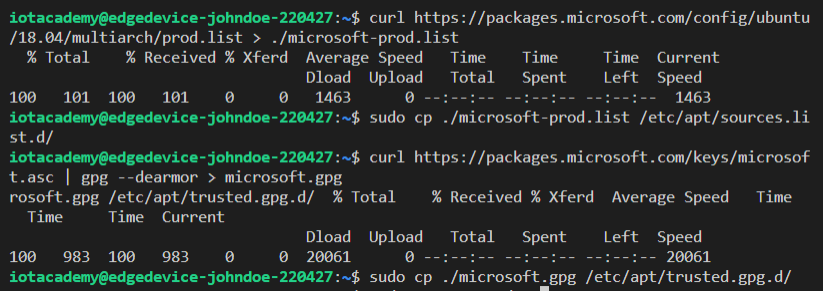 iotacademy@edgedevice-johndoe-220427:~$ curl https://packages.microsoft.com/config/ubuntu
/18.04/multiarch/prod.list > ./microsoft-prod.list
  % Total    % Received % Xferd  Average Speed   Time    Time     Time  Current
                                 Dload  Upload   Total   Spent    Left  Speed
100   101  100   101    0     0   1463      0 --:--:-- --:--:-- --:--:--  1463
iotacademy@edgedevice-johndoe-220427:~$ sudo cp ./microsoft-prod.list /etc/apt/sources.li
st.d/
iotacademy@edgedevice-johndoe-220427:~$ curl https://packages.microsoft.com/keys/microsof
t.asc | gpg --dearmor > microsoft.gpg
rosoft.gpg /etc/apt/trusted.gpg.d/  % Total    % Received % Xferd  Average Speed   Time
  Time     Time  Current
                                 Dload  Upload   Total   Spent    Left  Speed
100   983  100   983    0     0  20061      0 --:--:-- --:--:-- --:--:-- 20061
iotacademy@edgedevice-johndoe-220427:~$ sudo cp ./microsoft.gpg /etc/apt/trusted.gpg.d/